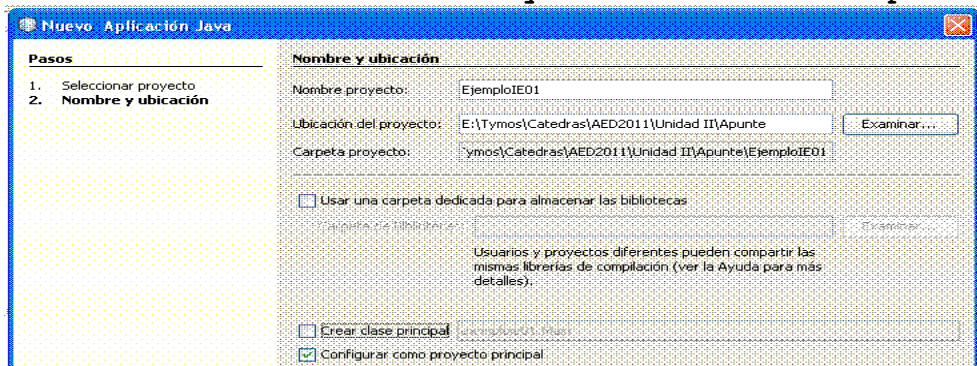 Nuevo Aplicación Java
Pasos
1. Seleccionar proyecto
2. Nombre y ubicación
Nombre y ubicación
Nombre proyecto: EjemploIE01
Ubicación del proyecto: E:\Tymos\Catedras\AED2011\Unidad II\Apunte Examinar...
Carpeta proyecto: ymos\Catedras\AED2011\Unidad II\Apunte\EjemploIE01
Usar una carpeta dedicada para almacenar las bibliotecas
Examinar...
Usuarios y proyectos diferentes pueden compartir las
mismas librerías de compilación (ver la Ayuda para más
detalles).
Crear clase principal
Configurar como proyecto principal